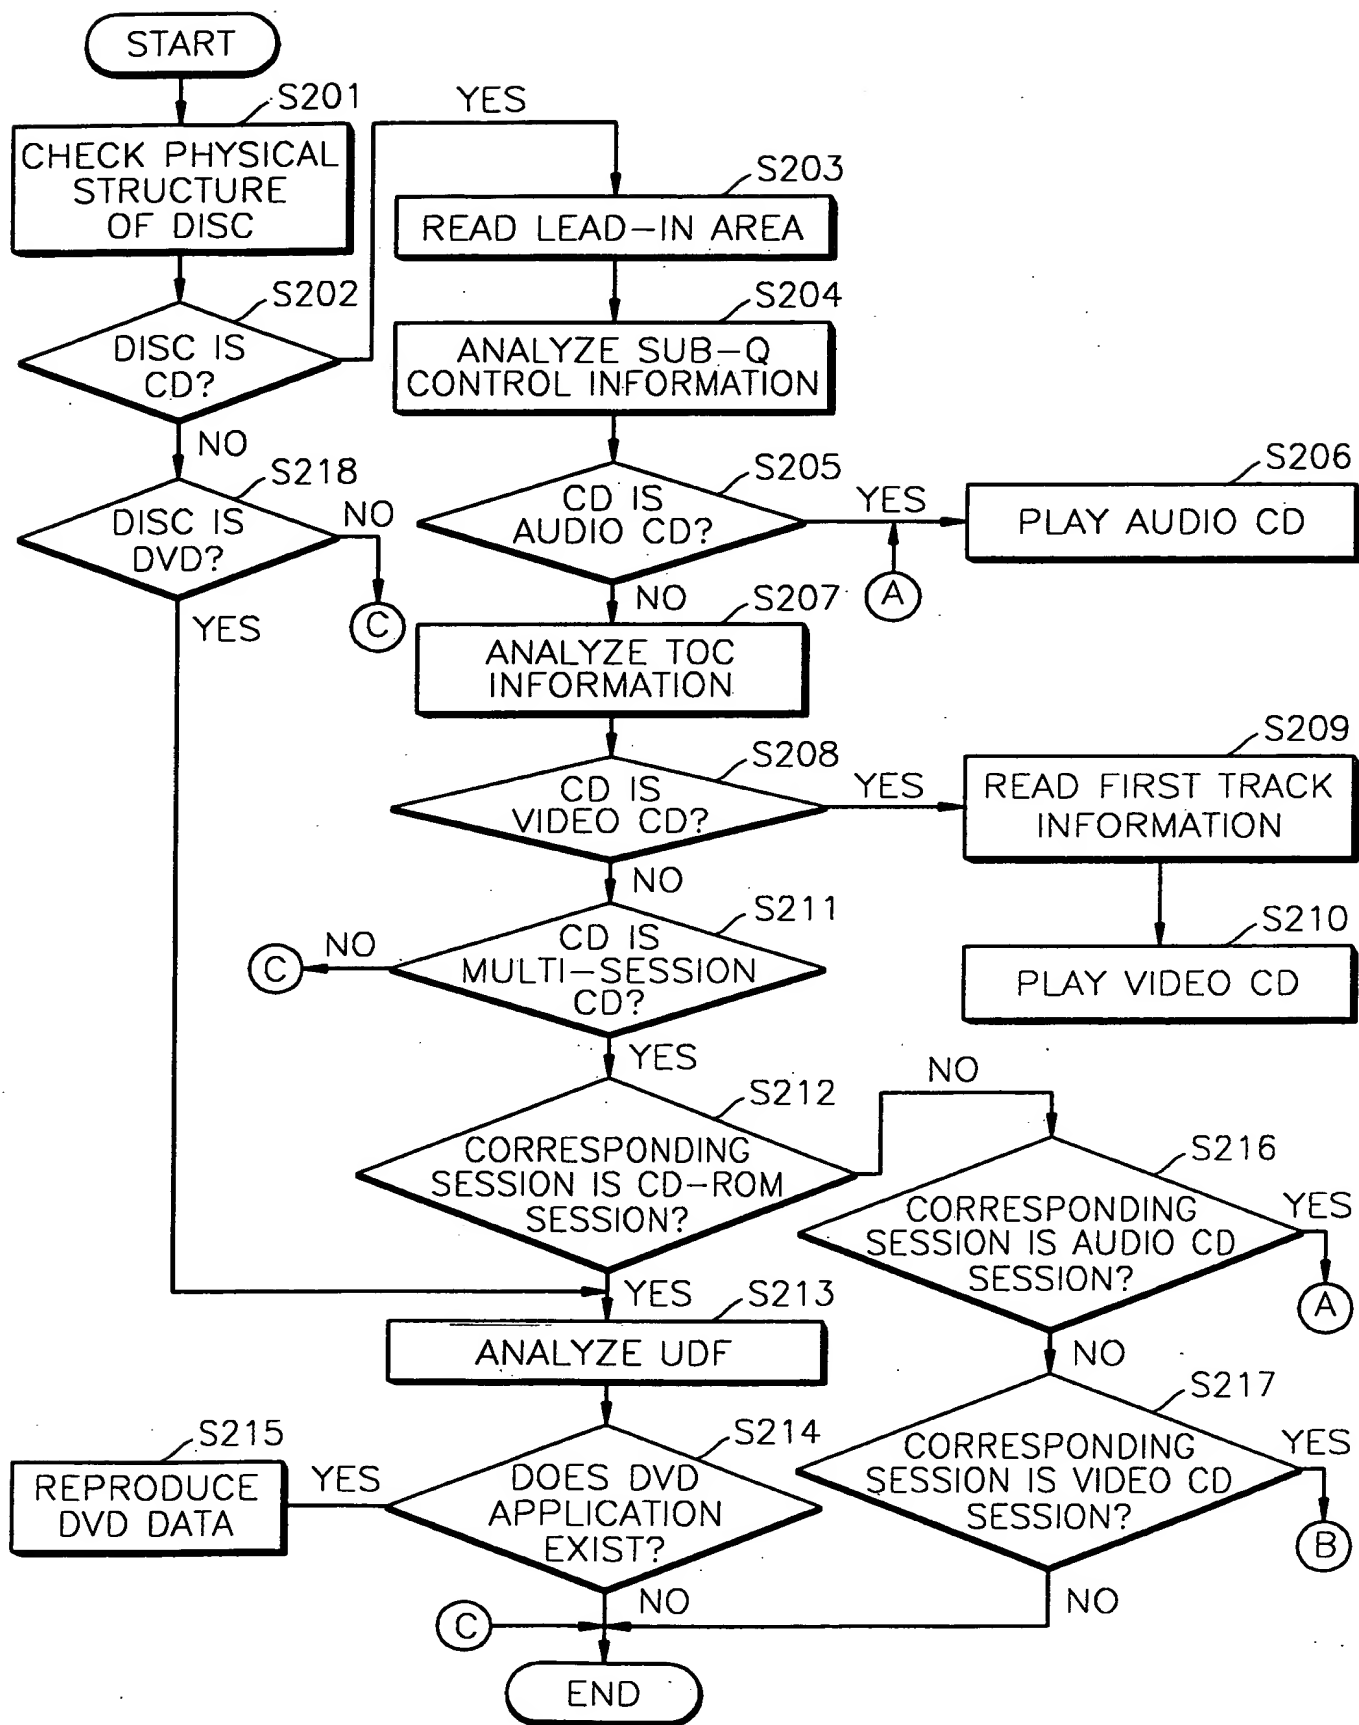 START
S201
CHECK PHYSICAL
STRUCTURE
OF DISC
YES
S203
READ LEAD-IN AREA
S202
DISC IS
CD?
NO
S204
ANALYZE SUB-Q
CONTROL INFORMATION
S218
DISC IS
DVD?
NO
C
YES
S205
CD IS
AUDIO CD?
YES
A
S206
PLAY AUDIO CD
NO
S207
ANALYZE TOC
INFORMATION
S208
CD IS
VIDEO CD?
YES
S209
READ FIRST TRACK
INFORMATION
S210
PLAY VIDEO CD
NO
S211
CD IS
MULTI-SESSION
CD?
NO
C
YES
S212
CORRESPONDING
SESSION IS CD-ROM
SESSION?
NO
S216
CORRESPONDING
SESSION IS AUDIO CD
SESSION?
YES
A
YES
S213
ANALYZE UDF
NO
S217
CORRESPONDING
SESSION IS VIDEO CD
SESSION?
YES
B
S214
DOES DVD
APPLICATION
EXIST?
YES
S215
REPRODUCE
DVD DATA
NO
NO
C
END